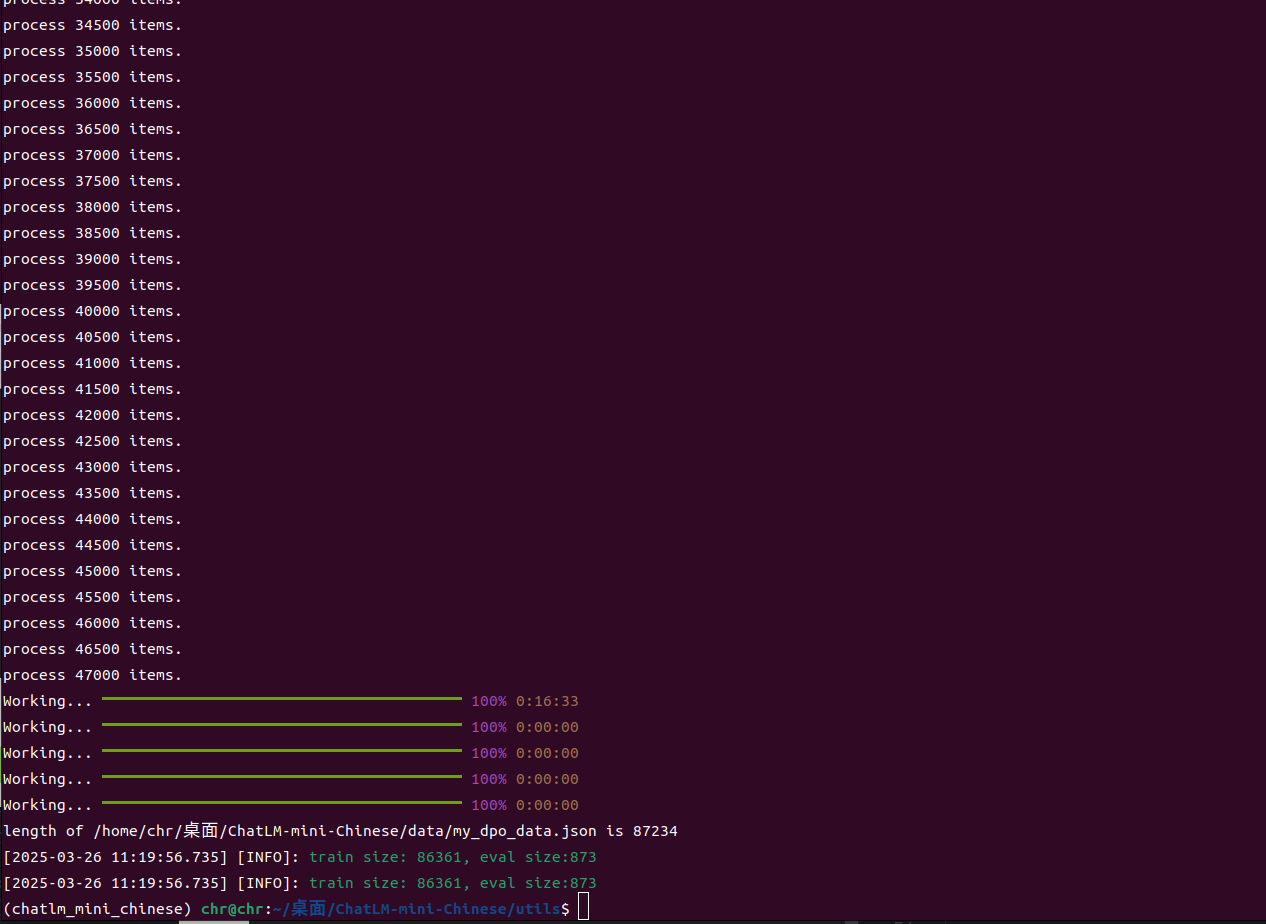 process 34000 items.
process 34500 items.
process 35000 items.
process 35500 items.
process 36000 items.
process 36500 items.
process 37000 items.
process 37500 items.
process 38000 items.
process 38500 items.
process 39000 items.
process 39500 items.
process 40000 items.
process 40500 items.
process 41000 items.
process 41500 items.
process 42000 items.
process 42500 items.
process 43000 items.
process 43500 items.
process 44000 items.
process 44500 items.
process 45000 items.
process 45500 items.
process 46000 items.
process 46500 items.
process 47000 items.
Working... 100% 0:16:33
Working... 100% 0:00:00
Working... 100% 0:00:00
Working... 100% 0:00:00
Working... 100% 0:00:00
length of /home/chr/桌面/ChatLM-mini-Chinese/data/my_dpo_data.json is 87234
[2025-03-26 11:19:56.735] [INFO]: train size: 86361, eval size:873
[2025-03-26 11:19:56.735] [INFO]: train size: 86361, eval size:873
(chatlm_mini_chinese) chr@chr:~/桌面/ChatLM-mini-Chinese/utils$